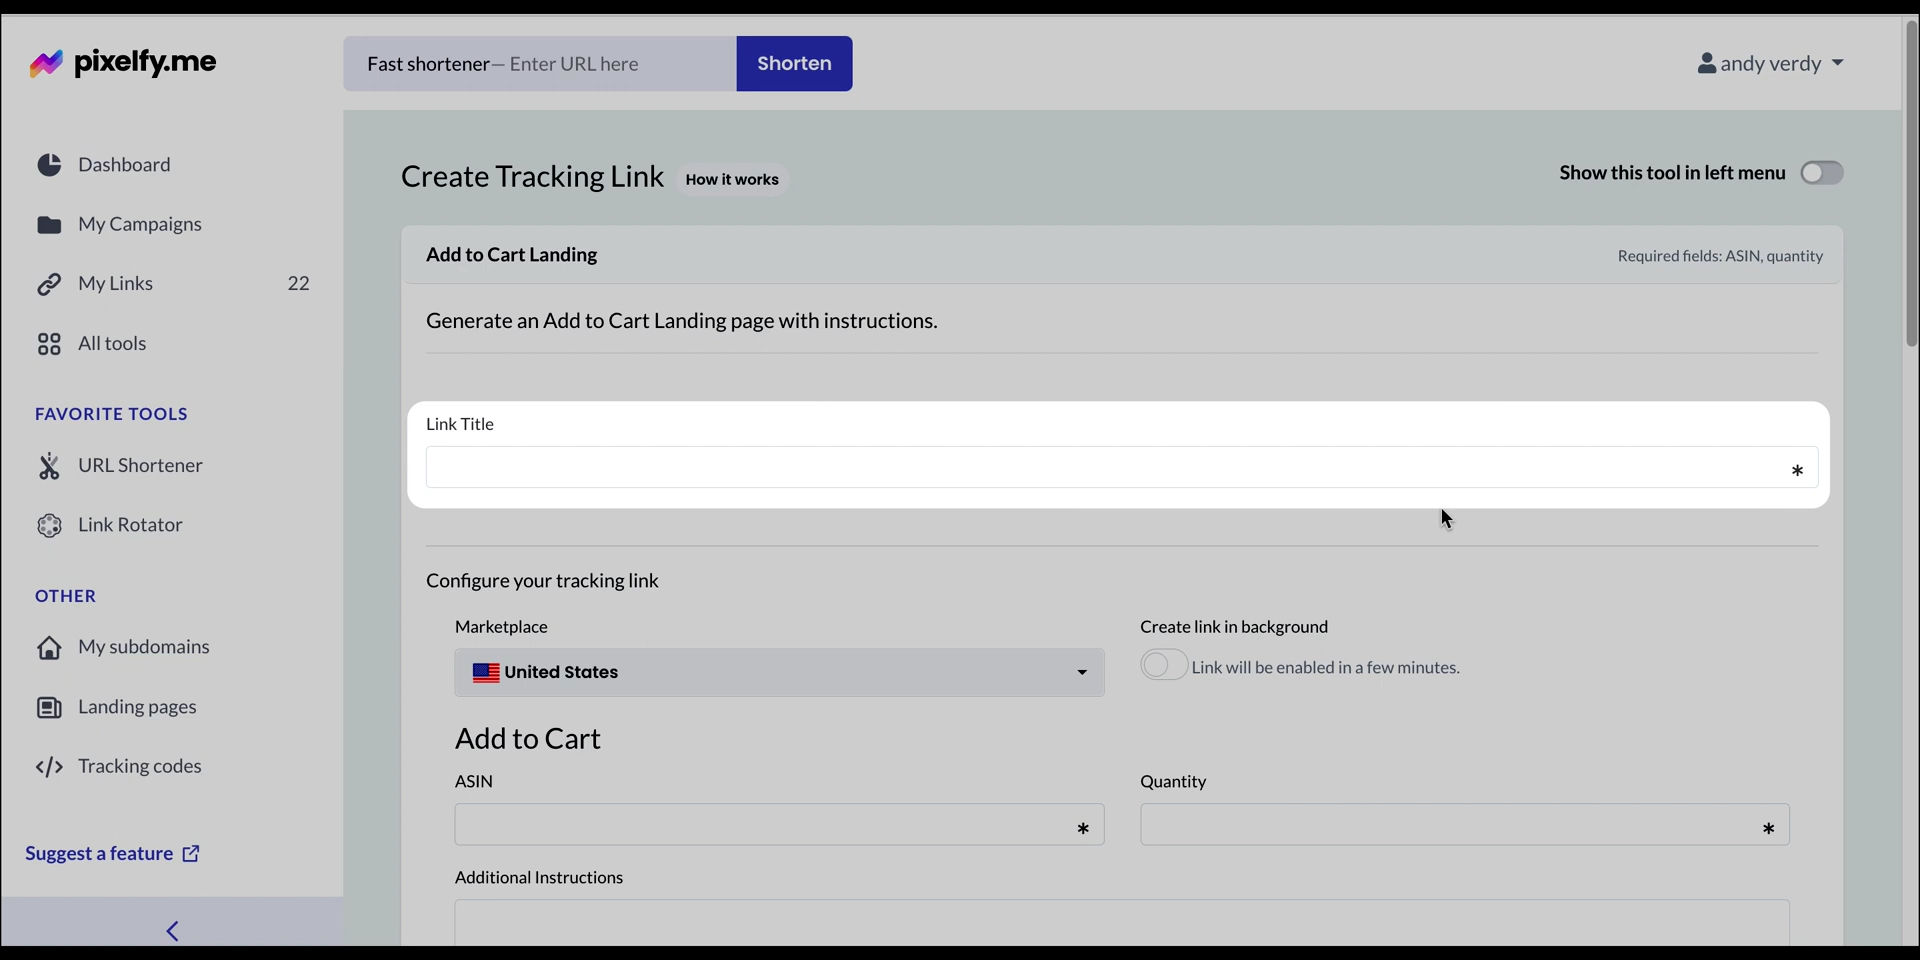 pixelfy.me
Fast shortener— Enter URL here
Shorten
andy verdy
Dashboard
My Campaigns
My Links 22
All tools
FAVORITE TOOLS
URL Shortener
Link Rotator
OTHER
My subdomains
Landing pages
Tracking codes
Suggest a feature
Create Tracking Link
How it works
Show this tool in left menu
Add to Cart Landing
Required fields: ASIN, quantity
Generate an Add to Cart Landing page with instructions.
Link Title
*
Configure your tracking link
Marketplace
United States
Create link in background
Link will be enabled in a few minutes.
Add to Cart
ASIN
*
Quantity
*
Additional Instructions